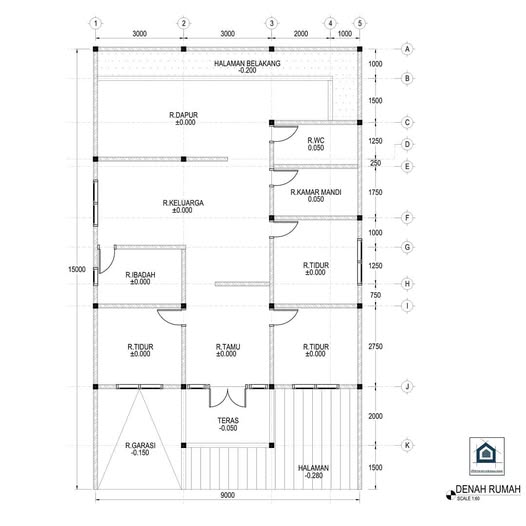 1 2 3 4 5
3000 3000 2000 1000
A
HALAMAN BELAKANG
-0.200
1000
B
R.DAPUR
±0.000
1500
C
R.WC
0.050
1250
D
250
E
R.KELUARGA
±0.000
R.KAMAR MANDI
0.050
1750
F
1000
G
15000
R.IBADAH
±0.000
R.TIDUR
±0.000
1250
H
750
I
R.TIDUR
±0.000
R.TAMU
±0.000
R.TIDUR
±0.000
2750
J
TERAS
-0.050
2000
R.GARASI
-0.150
K
HALAMAN
-0.280
1500
9000
DENAH RUMAH
SCALE 1:60